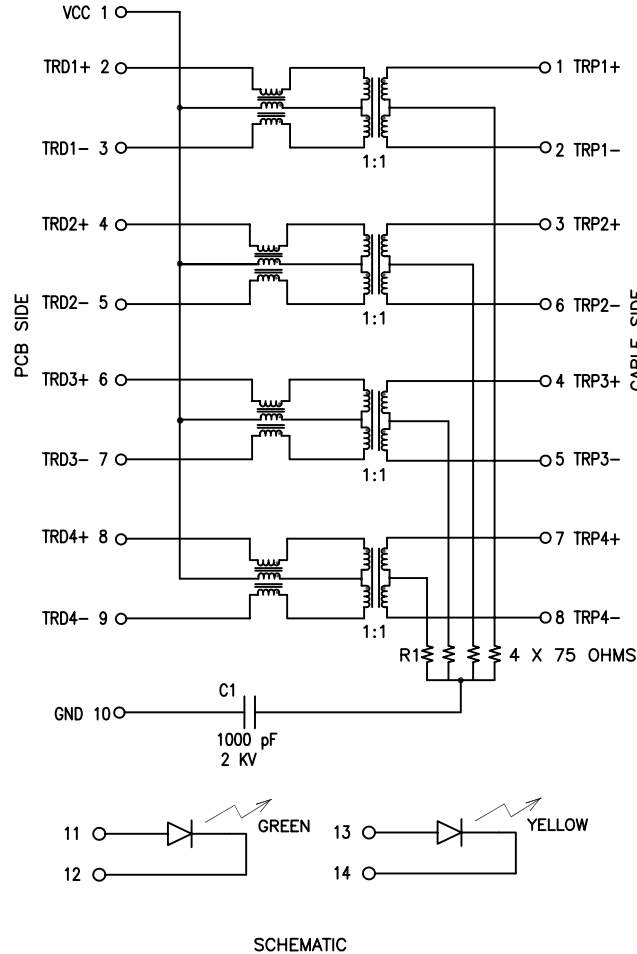 VCC 1
TRD1+ 2
1 TRP1+
TRD1- 3
2 TRP1-
1:1
TRD2+ 4
3 TRP2+
TRD2- 5
6 TRP2-
1:1
PCB SIDE
CABLE SIDE
TRD3+ 6
4 TRP3+
TRD3- 7
5 TRP3-
1:1
TRD4+ 8
7 TRP4+
TRD4- 9
8 TRP4-
1:1
R1 4 X 75 OHMS
C1
GND 10
1000 pF
2 KV
11
GREEN
12
13
YELLOW
14
SCHEMATIC